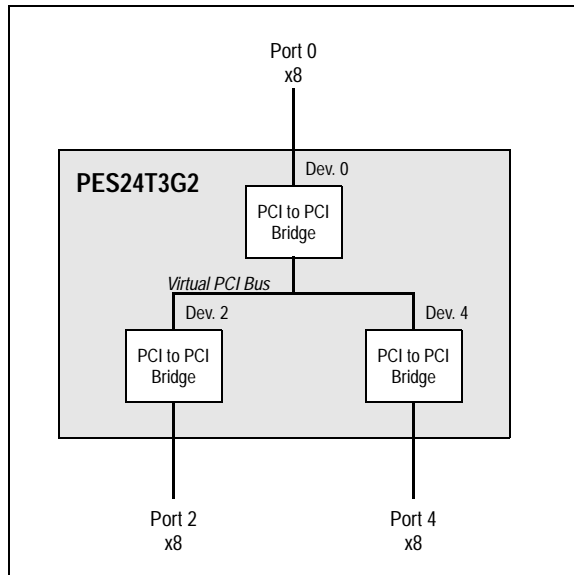 Port 0
x8
Dev. 0
PES24T3G2
PCI to PCI
Bridge
Virtual PCI Bus
Dev. 2
Dev. 4
PCI to PCI
Bridge
PCI to PCI
Bridge
Port 2
x8
Port 4
x8